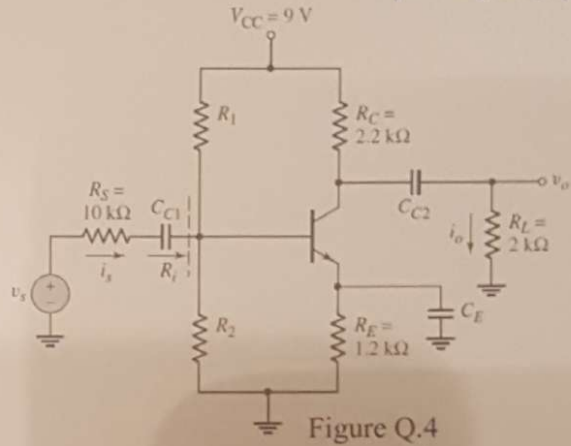 V_CC = 9 V
R_1
R_C =
2.2 kΩ
R_S =
10 kΩ
C_C1
C_C2
v_o
i_o
R_L =
2 kΩ
i_s
R_i
v_s
+
−
R_2
R_E =
1.2 kΩ
C_E
Figure Q.4